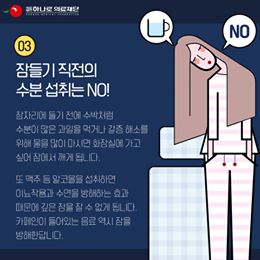 한하나로 의료재단
HANARO MEDICAL FOUNDATION
NO
03
잠들기 직전의
수분 섭취는 NO!
잠자리에 들기 전에 수박처럼
수분이 많은 과일을 먹거나 갈증 해소를
위해 물을 많이 마시면 화장실에 가고
싶어 잠에서 깨게 됩니다.
또 맥주 등 알코올을 섭취하면
이뇨작용과 수면을 방해하는 효과
때문에 깊은 잠을 잘 수 없게 됩니다.
카페인이 들어있는 음료 역시 잠을
방해한답니다.